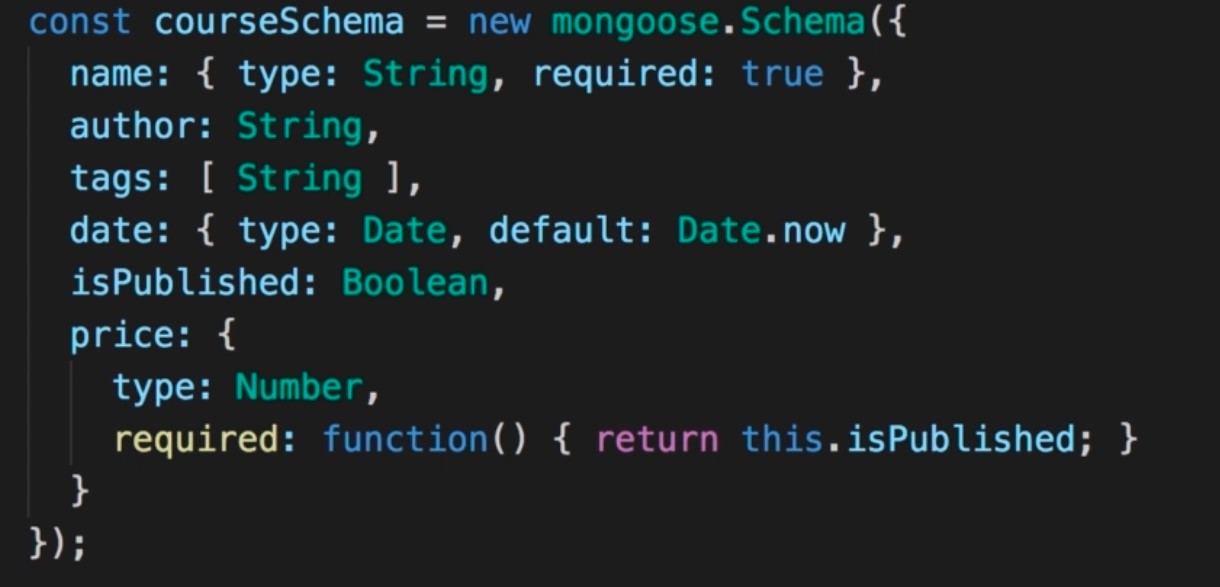 const courseSchema = new mongoose.Schema({
  name: { type: String, required: true },
  author: String,
  tags: [ String ],
  date: { type: Date, default: Date.now },
  isPublished: Boolean,
  price: {
    type: Number,
    required: function() { return this.isPublished; }
  }
});